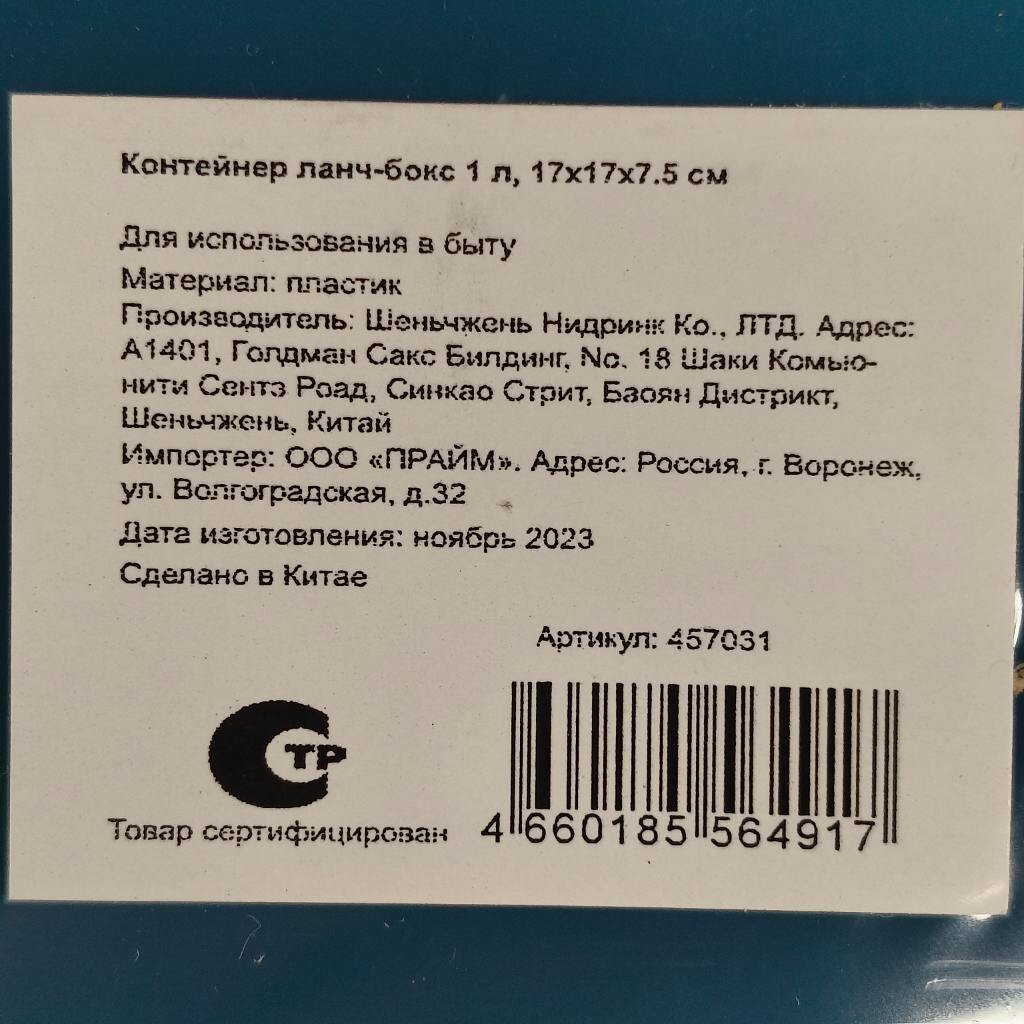 Контейнер ланч-бокс 1 л, 17x17x7.5 см
Для использования в быту
Материал: пластик
Производитель: Шеньчжень Нидринк Ко., ЛТД. Адрес:
А1401, Голдман Сакс Билдинг, No. 18 Шаки Комью-
нити Сентэ Роад, Синкао Стрит, Баоян Дистрикт,
Шеньчжень, Китай
Импортер: ООО «ПРАЙМ». Адрес: Россия, г. Воронеж,
ул. Волгоградская, д.32
Дата изготовления: ноябрь 2023
Сделано в Китае
Артикул: 457031
ТР
Товар сертифицирован
4 660185 564917